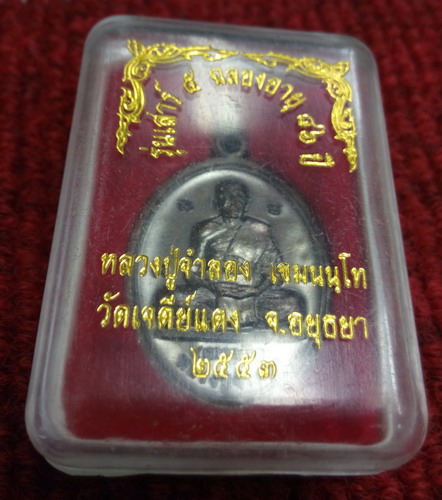 รุ่นเสาร์ ๕ ฉลองอายุ ๘๖ ปี
หลวงปู่จำลอง เขมนนฺโท
วัดเจดีย์แดง จ.อยุธยา
๒๕๕๓